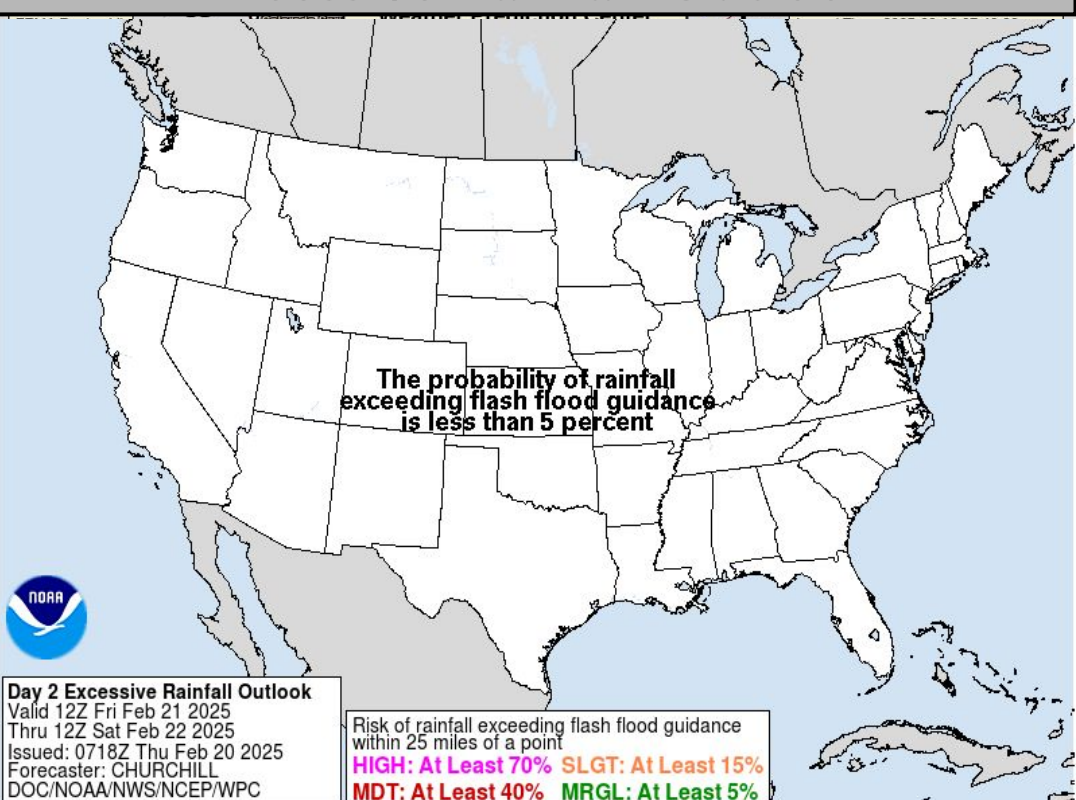 Weather Prediction Center
The probability of rainfall
exceeding flash flood guidance
is less than 5 percent
NOAA
Day 2 Excessive Rainfall Outlook
Valid 12Z Fri Feb 21 2025
Thru 12Z Sat Feb 22 2025
Issued: 0718Z Thu Feb 20 2025
Forecaster: CHURCHILL
DOC/NOAA/NWS/NCEP/WPC
Risk of rainfall exceeding flash flood guidance
within 25 miles of a point
HIGH: At Least 70% SLGT: At Least 15%
MDT: At Least 40% MRGL: At Least 5%